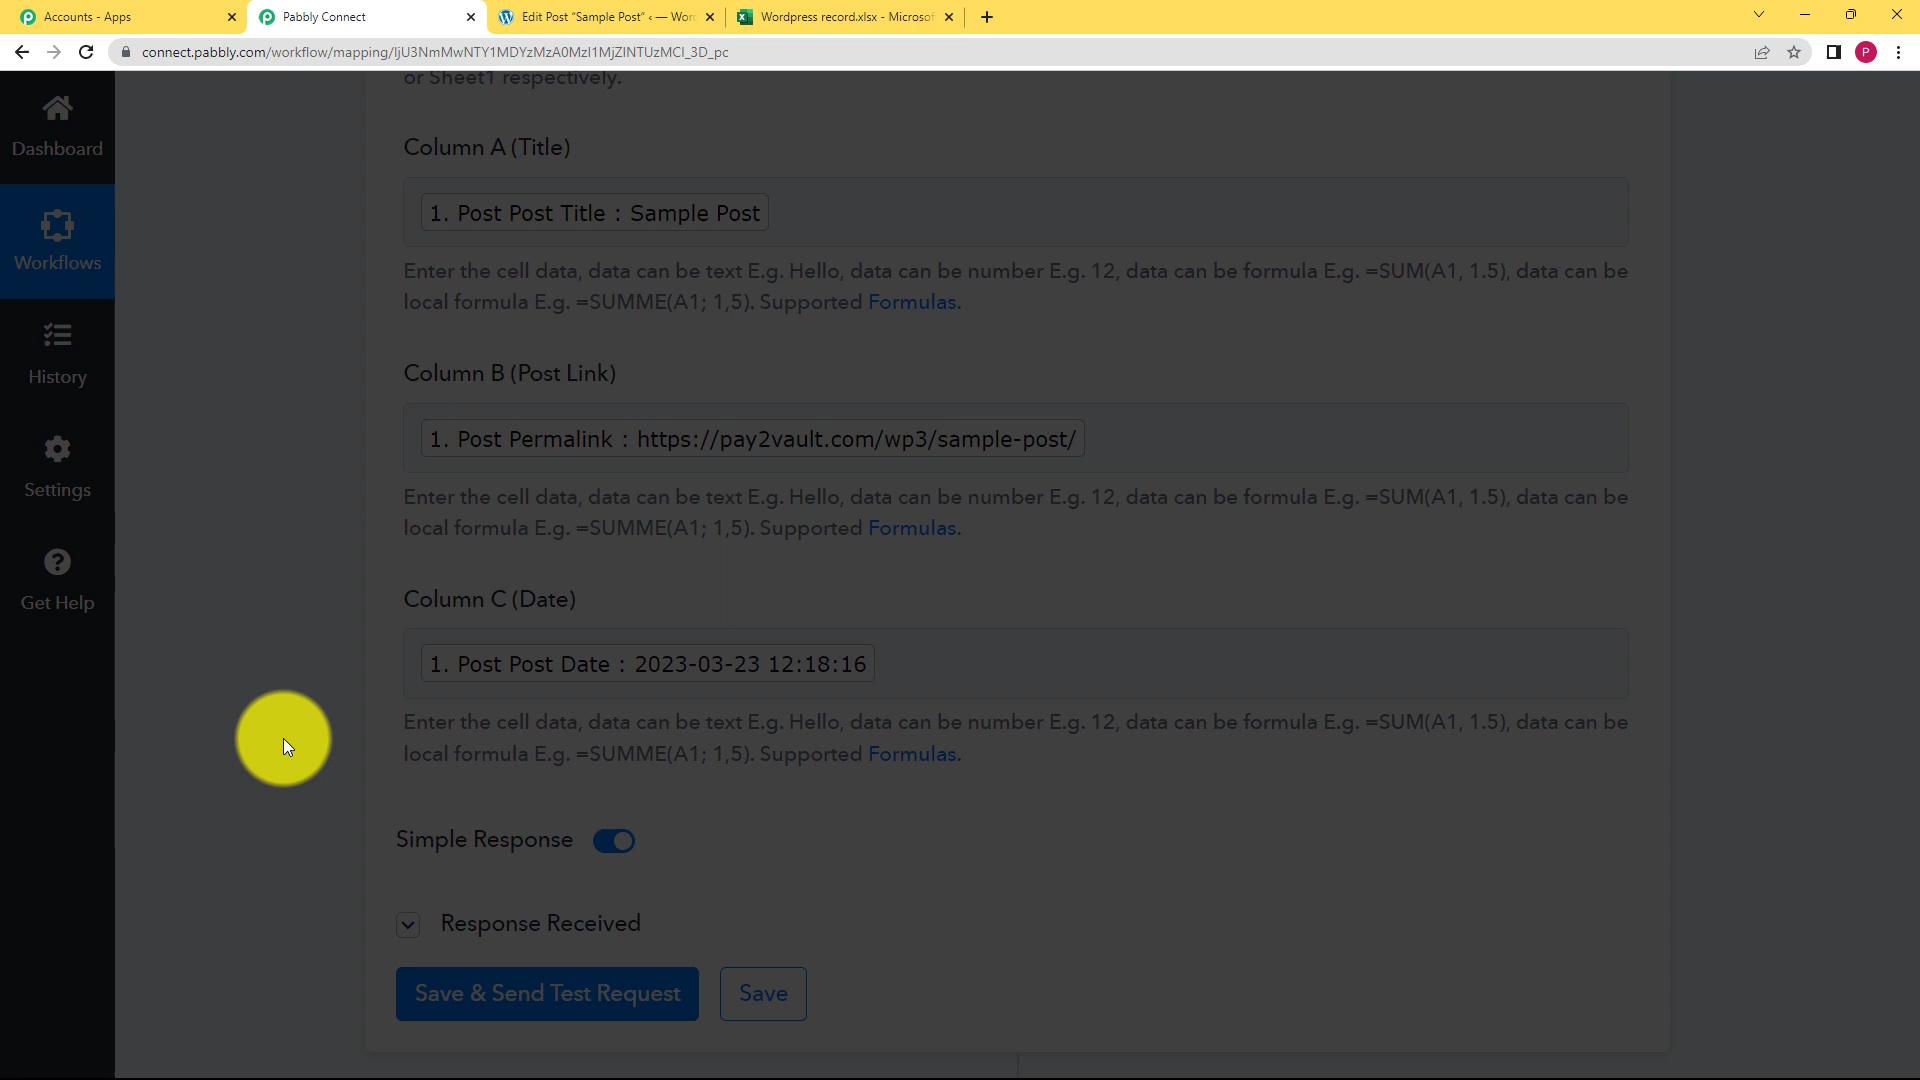 Accounts - Apps
Pabbly Connect
Edit Post "Sample Post" ‹ — Wor
Wordpress record.xlsx - Microsof
connect.pabbly.com/workflow/mapping/IjU3NmMwNTY1MDYzMzA0MzI1MjZlNTUzMCI_3D_pc
P
or Sheet1 respectively.
Dashboard
Workflows
History
Settings
Get Help
Column A (Title)
1. Post Post Title : Sample Post
Enter the cell data, data can be text E.g. Hello, data can be number E.g. 12, data can be formula E.g. =SUM(A1, 1.5), data can be
local formula E.g. =SUMME(A1; 1,5). Supported Formulas.
Column B (Post Link)
1. Post Permalink : https://pay2vault.com/wp3/sample-post/
Enter the cell data, data can be text E.g. Hello, data can be number E.g. 12, data can be formula E.g. =SUM(A1, 1.5), data can be
local formula E.g. =SUMME(A1; 1,5). Supported Formulas.
Column C (Date)
1. Post Post Date : 2023-03-23 12:18:16
Enter the cell data, data can be text E.g. Hello, data can be number E.g. 12, data can be formula E.g. =SUM(A1, 1.5), data can be
local formula E.g. =SUMME(A1; 1,5). Supported Formulas.
Simple Response
Response Received
Save & Send Test Request
Save